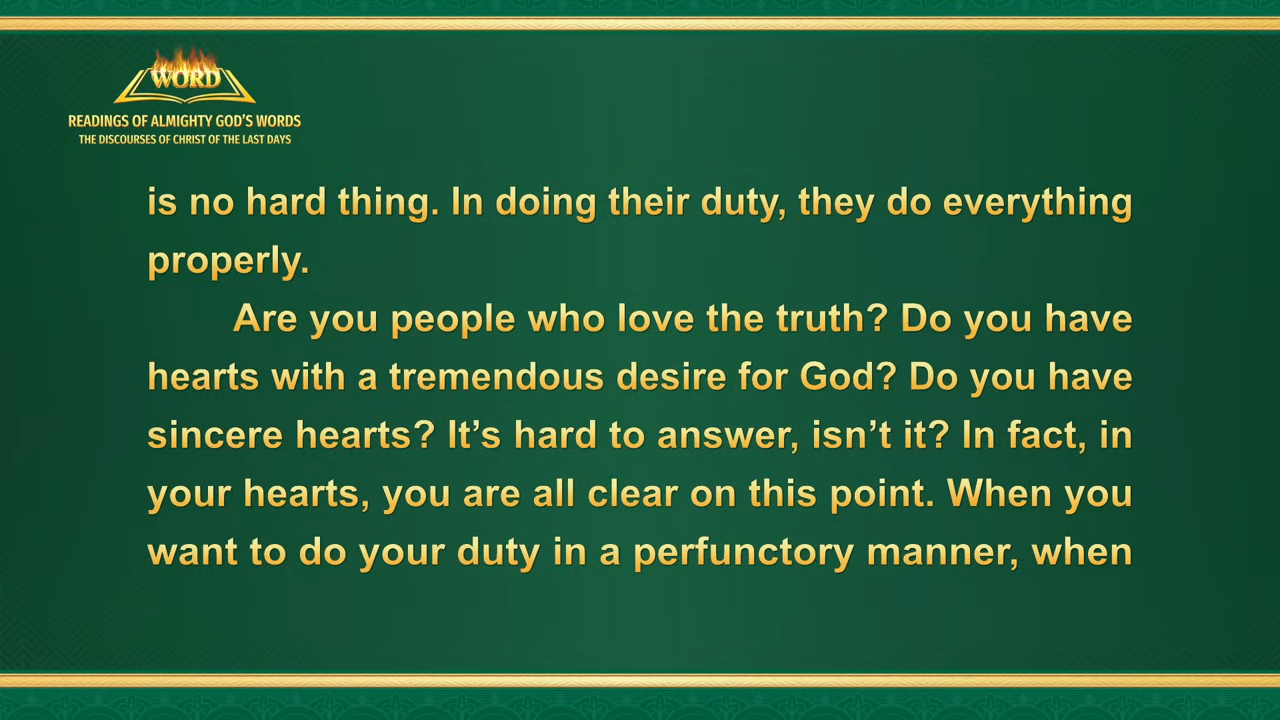 WORD
READINGS OF ALMIGHTY GOD'S WORDS
THE DISCOURSES OF CHRIST OF THE LAST DAYS
is no hard thing. In doing their duty, they do everything
properly.
Are you people who love the truth? Do you have
hearts with a tremendous desire for God? Do you have
sincere hearts? It’s hard to answer, isn’t it? In fact, in
your hearts, you are all clear on this point. When you
want to do your duty in a perfunctory manner, when